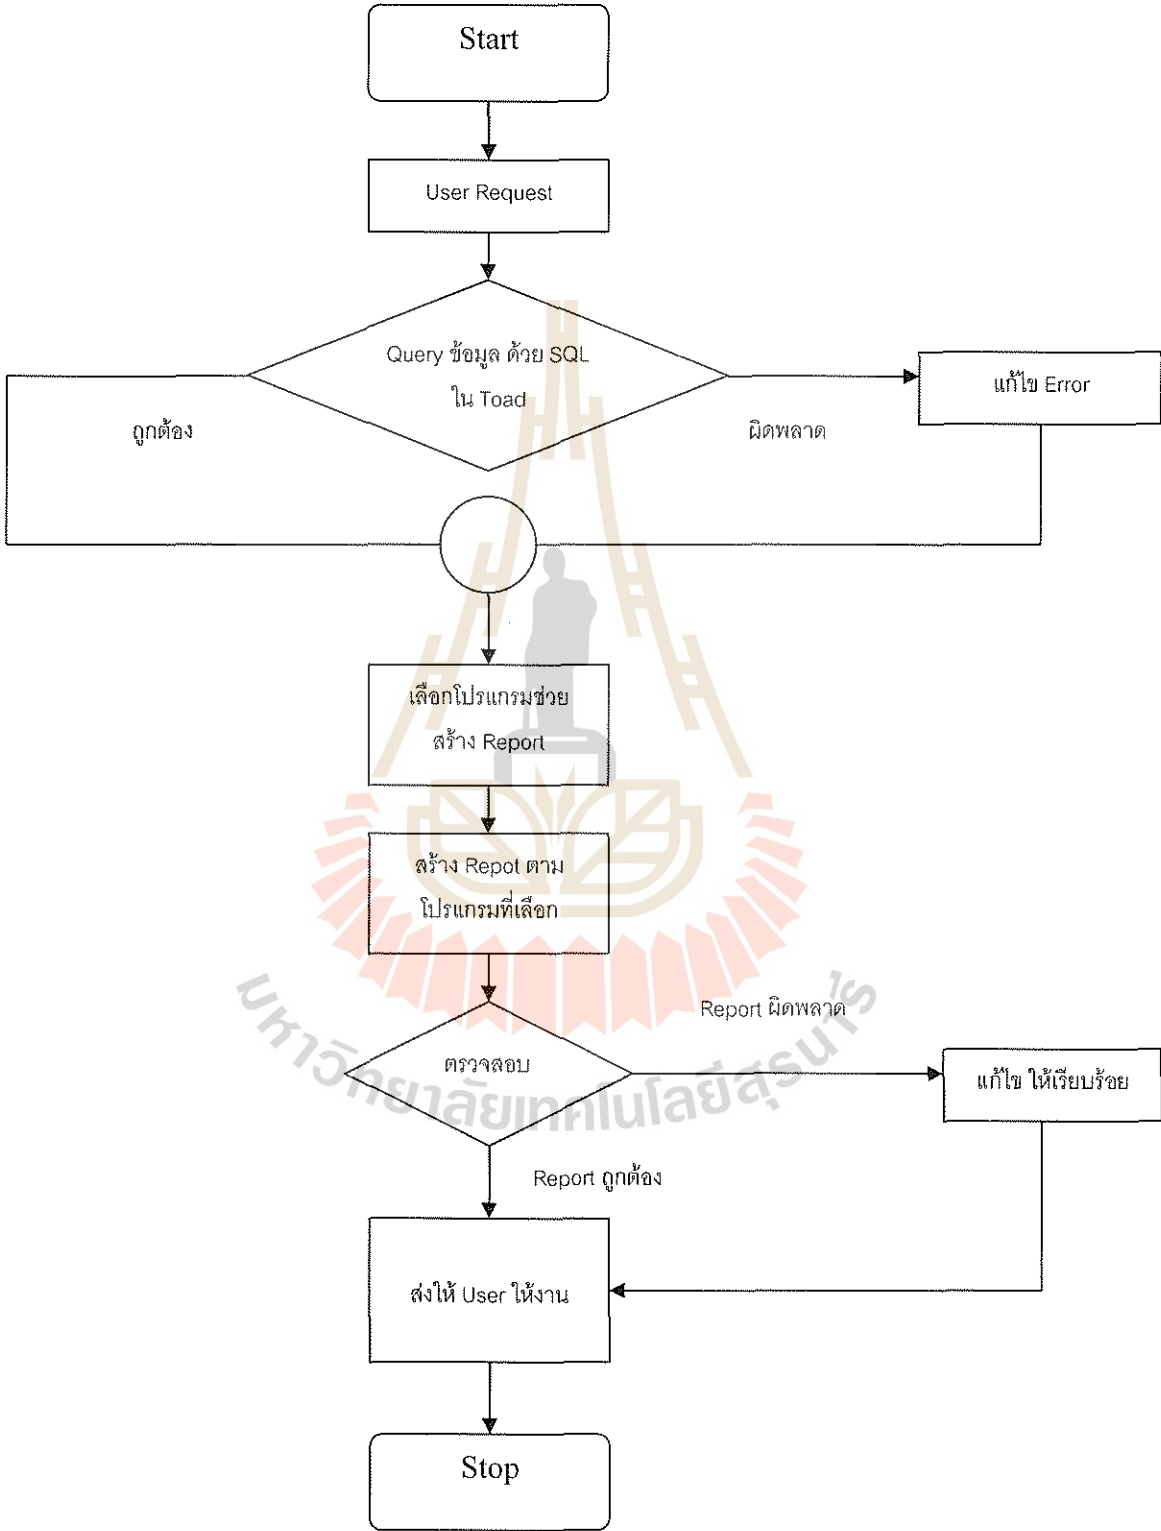 Start
User Request
Query ข้อมูล ด้วย SQL
ใน Toad
แก้ไข Error
ถูกต้อง
ผิดพลาด
เลือกโปรแกรมช่วย
สร้าง Report
สร้าง Repot ตาม
โปรแกรมที่เลือก
Report ผิดพลาด
ตรวจสอบ
แก้ไข ให้เรียบร้อย
มหาวิทยาลัยเทคโนโลยีสุรนารี
Report ถูกต้อง
ส่งให้ User ให้งาน
Stop